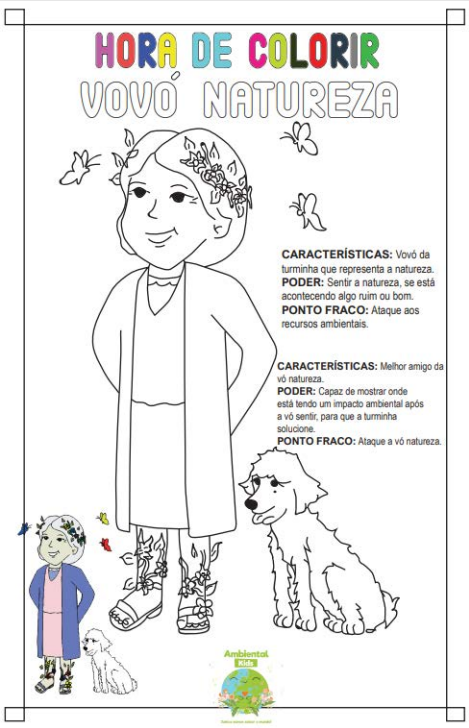 HORA DE COLORIR
VOVÓ NATUREZA
CARACTERÍSTICAS: Vovó da
turminha que representa a natureza.
PODER: Sentir a natureza, se está
acontecendo algo ruim ou bom.
PONTO FRACO: Ataque aos
recursos ambientais.
CARACTERÍSTICAS: Melhor amigo da
vó natureza.
PODER: Capaz de mostrar onde
está tendo um impacto ambiental após
a vó sentir, para que a turminha
solucione.
PONTO FRACO: Ataque a vó natureza.
Ambiental
Kids